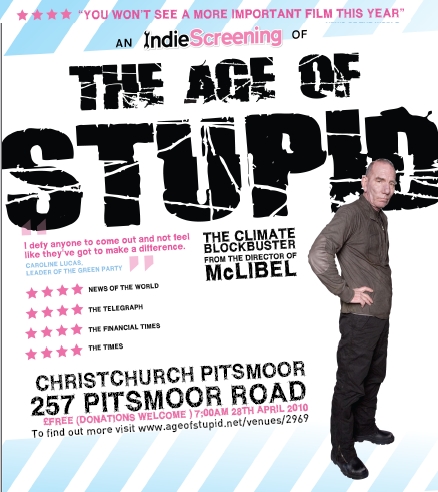 "YOU WON'T SEE A MORE IMPORTANT FILM THIS YEAR"
AN IndieScreening OF
THE AGE OF
STUPID
I defy anyone to come out and not feel
like they've got to make a difference.
CAROLINE LUCAS,
LEADER OF THE GREEN PARTY
THE CLIMATE
BLOCKBUSTER
FROM THE DIRECTOR OF
McLIBEL
NEWS OF THE WORLD
THE TELEGRAPH
THE FINANCIAL TIMES
THE TIMES
CHRISTCHURCH PITSMOOR
257 PITSMOOR ROAD
£FREE (DONATIONS WELCOME ) 7:00AM 28TH APRIL 2010
To find out more visit www.ageofstupid.net/venues/2969